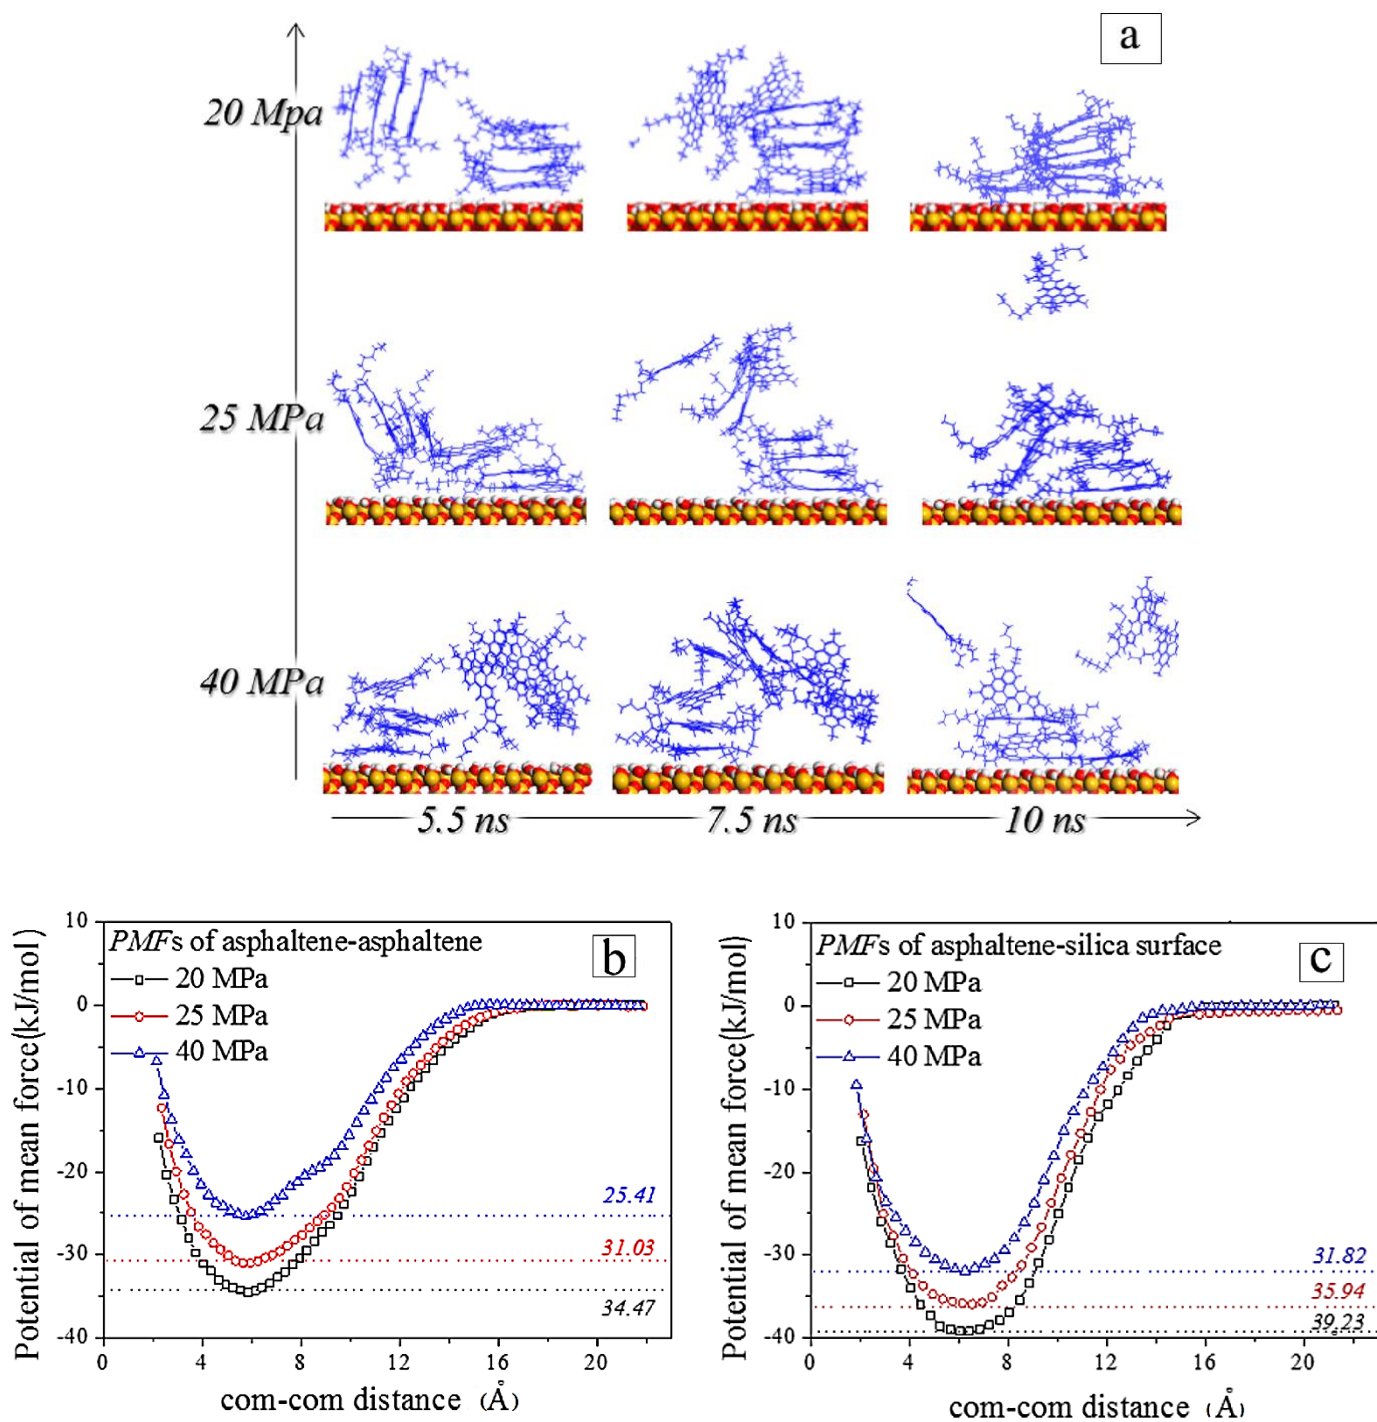 a
20 Mpa
25 MPa
40 MPa
5.5 ns
7.5 ns
10 ns
Potential of mean force(kJ/mol)
10
0
-10
-20
-30
-40
PMFs of asphaltene-asphaltene
b
20 MPa
25 MPa
40 MPa
25.41
31.03
34.47
0 4 8 12 16 20
com-com distance (Å)
Potential of mean force(kJ/mol)
10
0
-10
-20
-30
-40
PMFs of asphaltene-silica surface
c
20 MPa
25 MPa
40 MPa
31.82
35.94
39.23
0 4 8 12 16 20
com-com distance (Å)